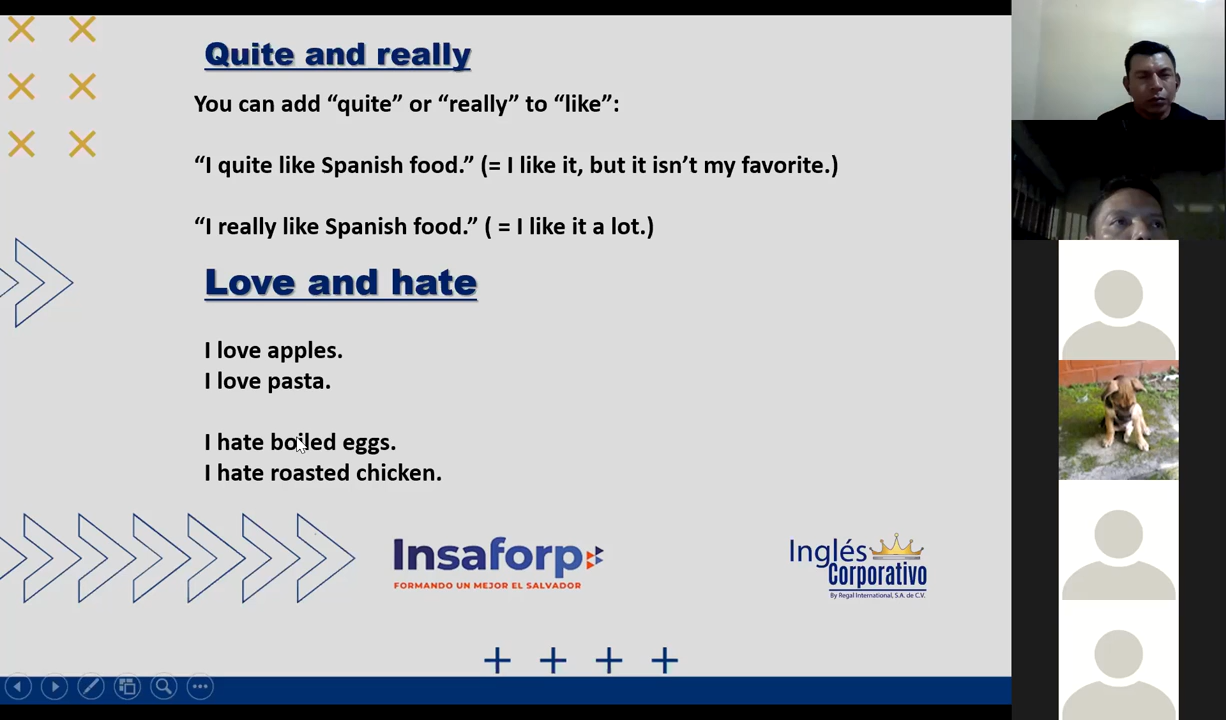 Quite and really
You can add “quite” or “really” to “like”:
“I quite like Spanish food.” (= I like it, but it isn’t my favorite.)
“I really like Spanish food.” ( = I like it a lot.)
Love and hate
I love apples.
I love pasta.
I hate boiled eggs.
I hate roasted chicken.
Insaforp
FORMANDO UN MEJOR EL SALVADOR
Inglés
Corporativo
By Regal International, S.A. de C.V.